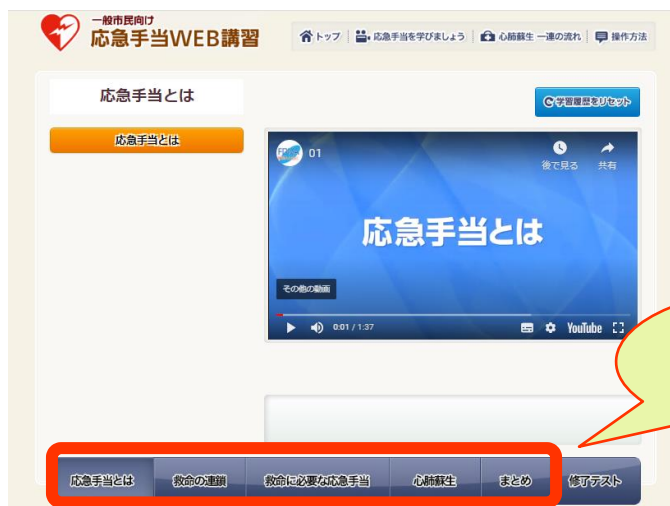 一般市民向け
応急手当WEB講習
トップ
応急手当を学びましょう
心肺蘇生 一連の流れ
操作方法
応急手当とは
学習履歴をリセット
応急手当とは
01
後で見る
共有
応急手当とは
その他の動画
0:01 / 1:37
YouTube
応急手当とは
救命の連鎖
救命に必要な応急手当
心肺蘇生
まとめ
修了テスト